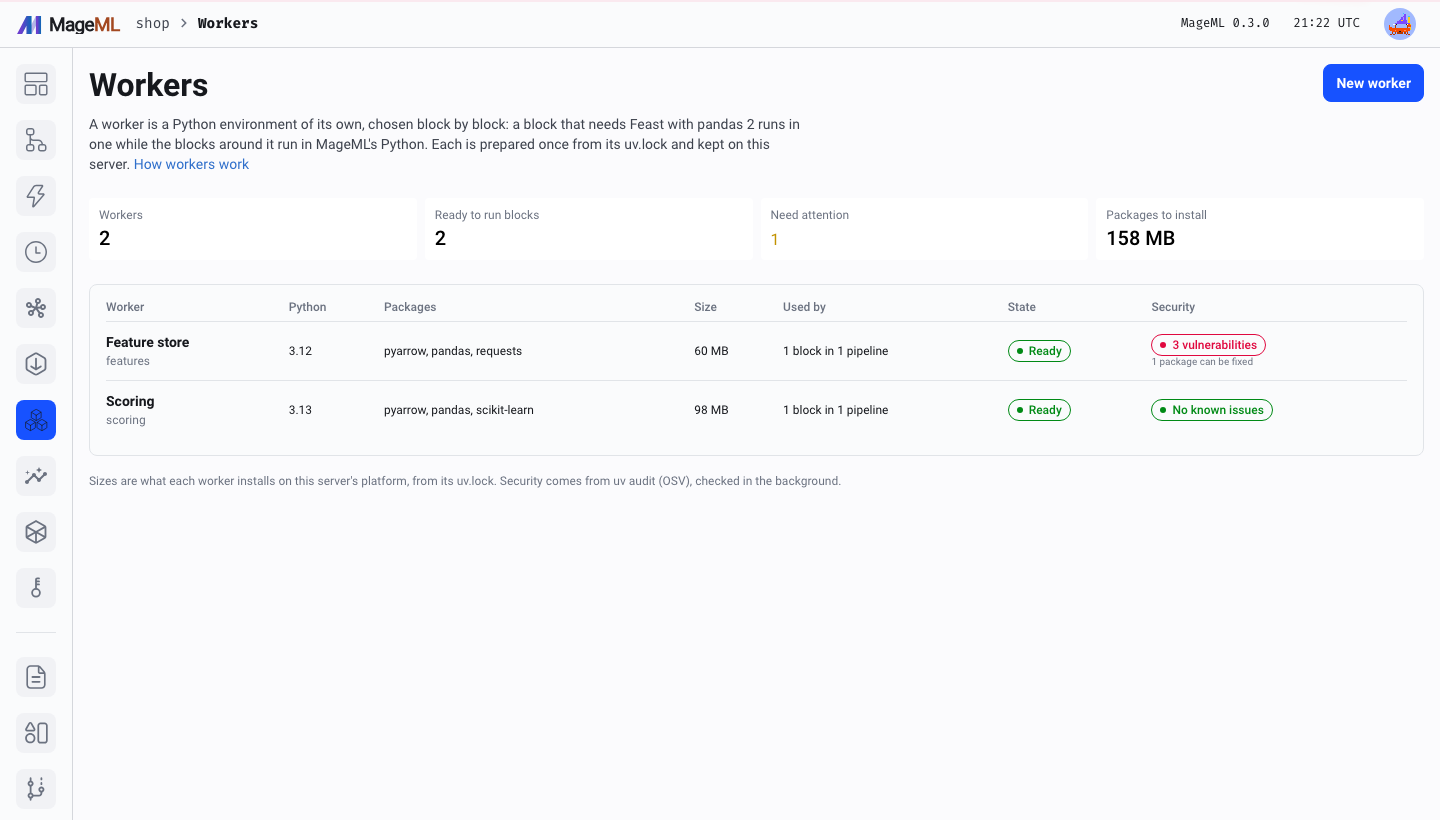 MageML shop > Workers
MageML 0.3.0 21:22 UTC
Workers
New worker
A worker is a Python environment of its own, chosen block by block: a block that needs Feast with pandas 2 runs in
one while the blocks around it run in MageML's Python. Each is prepared once from its uv.lock and kept on this
server. How workers work
Workers
2
Ready to run blocks
2
Need attention
1
Packages to install
158 MB
Worker Python Packages Size Used by State Security
Feature store
features
3.12 pyarrow, pandas, requests 60 MB 1 block in 1 pipeline Ready
3 vulnerabilities
1 package can be fixed
Scoring
scoring
3.13 pyarrow, pandas, scikit-learn 98 MB 1 block in 1 pipeline Ready No known issues
Sizes are what each worker installs on this server's platform, from its uv.lock. Security comes from uv audit (OSV), checked in the background.